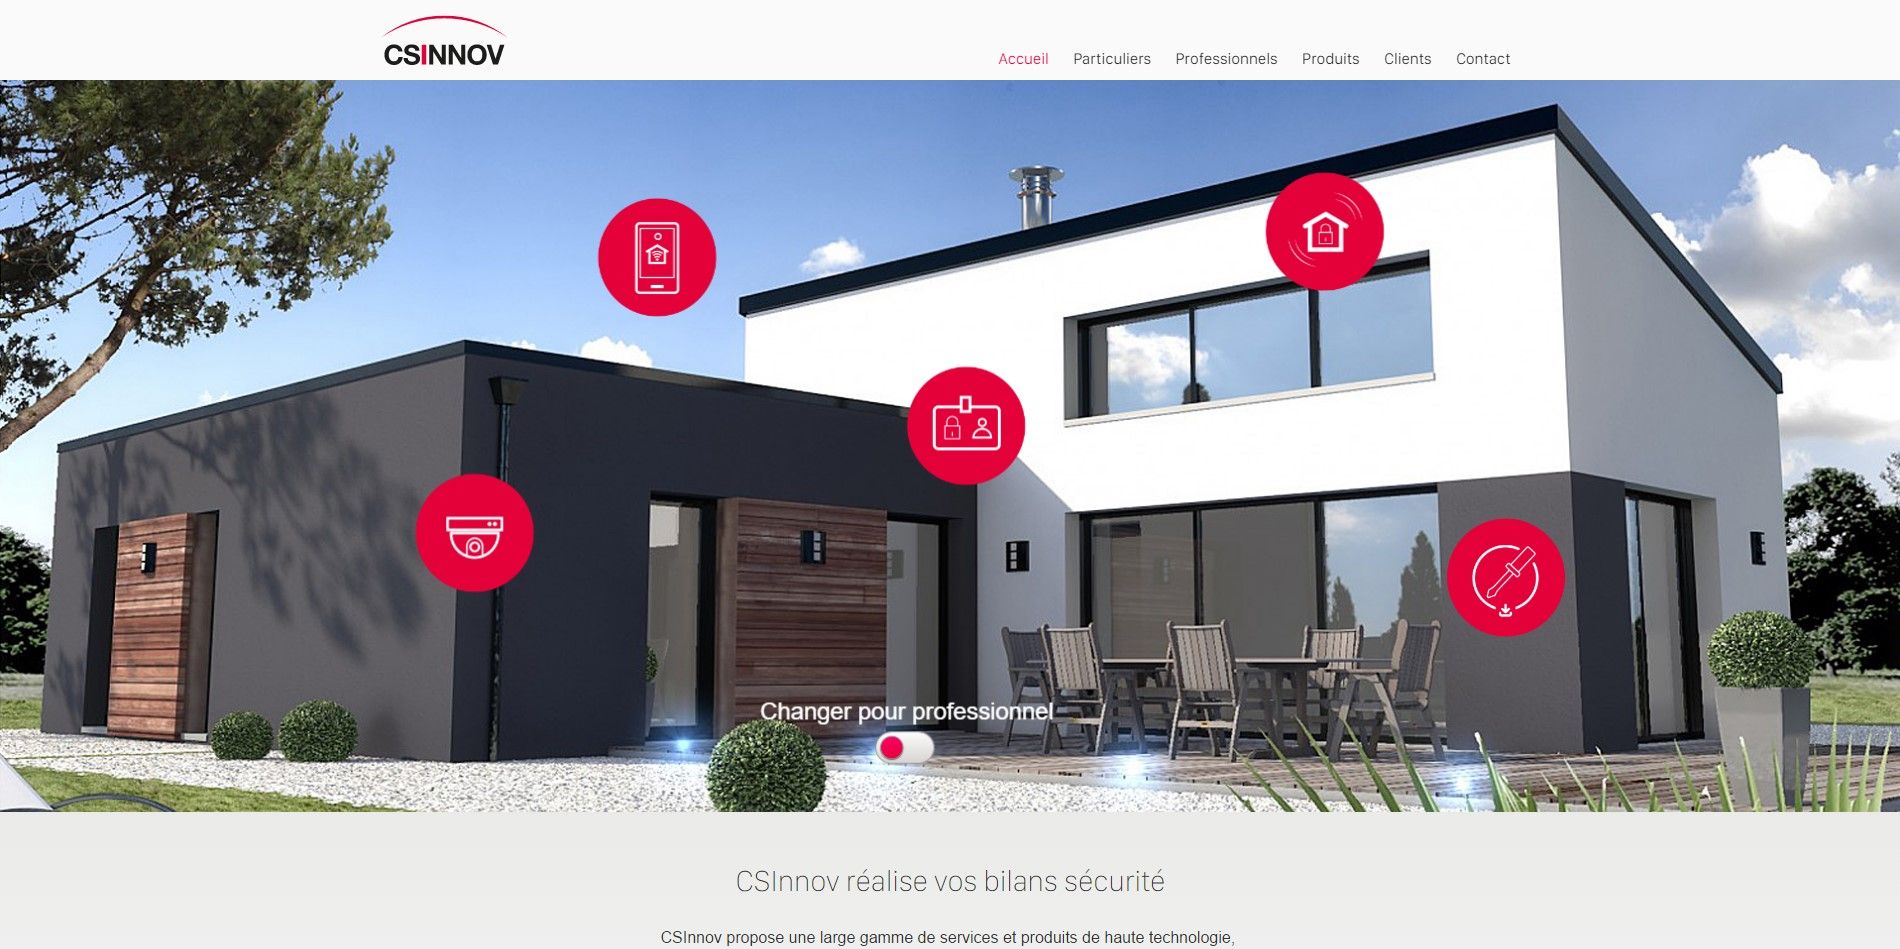 CSINNOV
Accueil Particuliers Professionnels Produits Clients Contact
Changer pour professionnel
CSInnov réalise vos bilans sécurité
CSInnov propose une large gamme de services et produits de haute technologie,